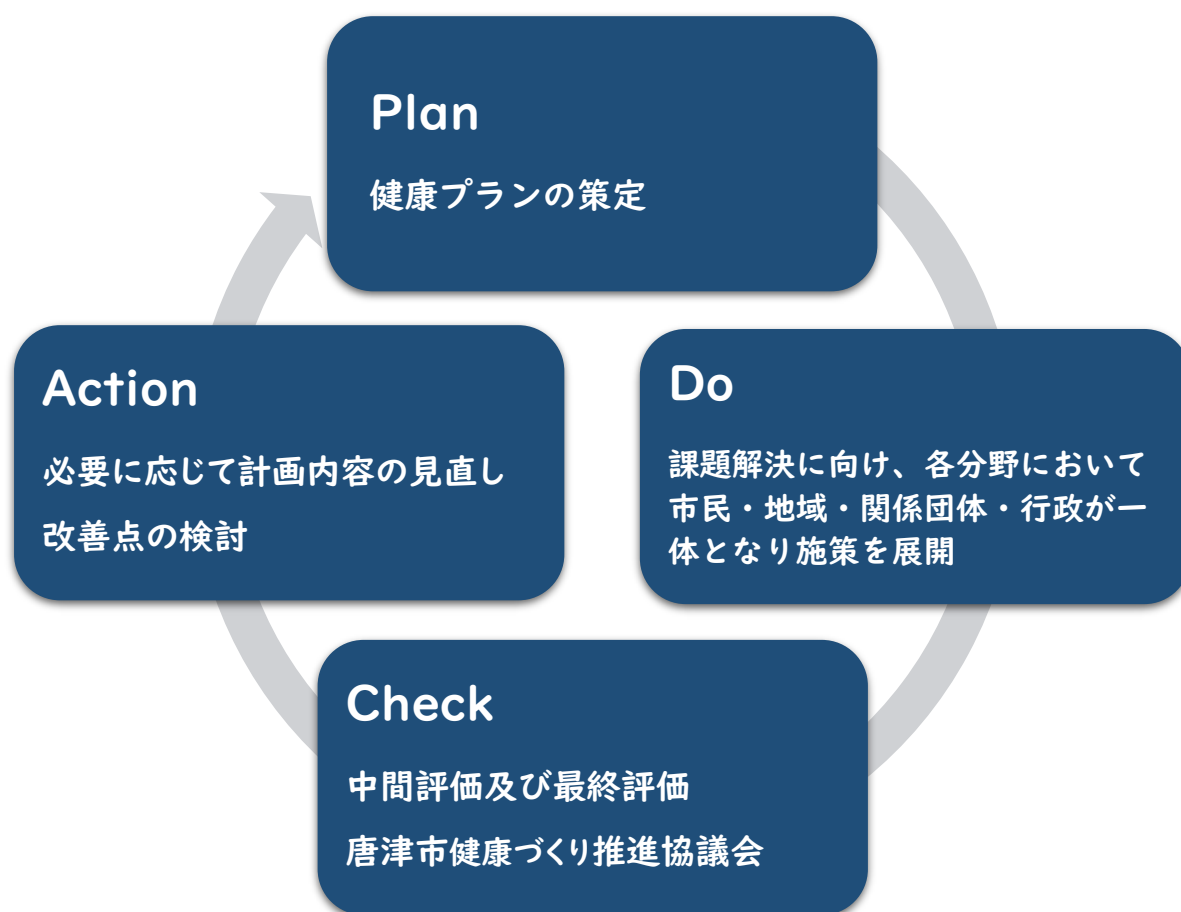 Plan
健康プランの策定
Do
課題解決に向け、各分野において
市民・地域・関係団体・行政が一
体となり施策を展開
Check
中間評価及び最終評価
唐津市健康づくり推進協議会
Action
必要に応じて計画内容の見直し
改善点の検討